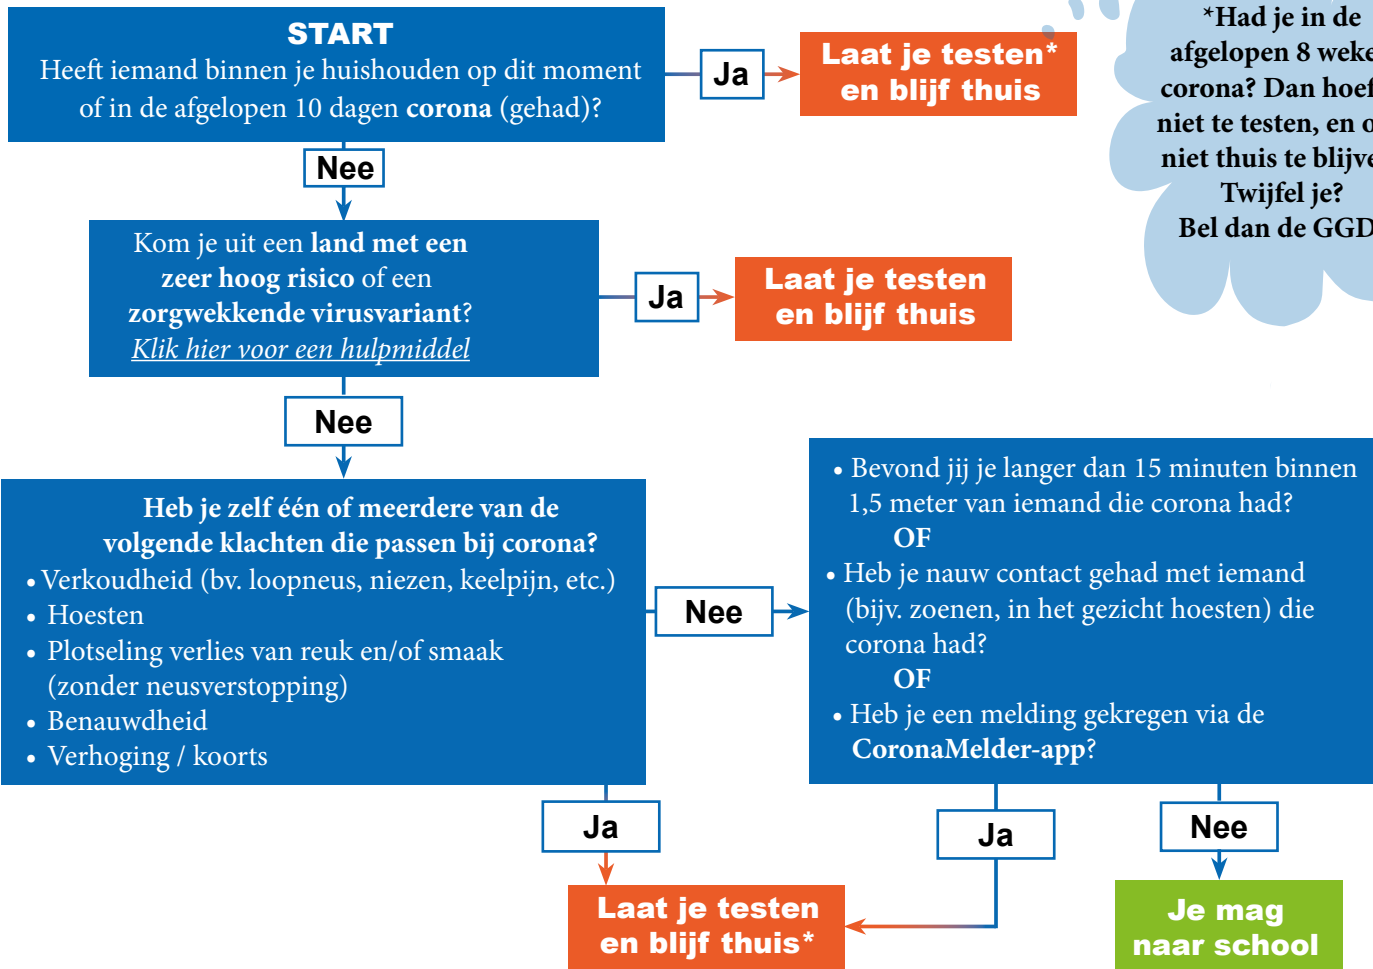 START
Heeft iemand binnen je huishouden op dit moment
of in de afgelopen 10 dagen corona (gehad)?
Ja
Laat je testen*
en blijf thuis
*Had je in de
afgelopen 8
corona? Dan
niet te testen, en
niet thuis te
Twijfel je?
Bel dan de GGD
Nee
Kom je uit een land met een
zeer hoog risico of een
zorgwekkende virusvariant?
Klik hier voor een hulpmiddel
Ja
Laat je testen
en blijf thuis
Nee
Heb je zelf één of meerdere van de
volgende klachten die passen bij corona?
• Verkoudheid (bv. loopneus, niezen, keelpijn, etc.)
• Hoesten
• Plotseling verlies van reuk en/of smaak
(zonder neusverstopping)
• Benauwdheid
• Verhoging / koorts
Nee
• Bevond jij je langer dan 15 minuten binnen
1,5 meter van iemand die corona had?
OF
• Heb je nauw contact gehad met iemand
(bijv. zoenen, in het gezicht hoesten) die
corona had?
OF
• Heb je een melding gekregen via de
CoronaMelder-app?
Ja
Ja
Nee
Laat je testen
en blijf thuis*
Je mag
naar school